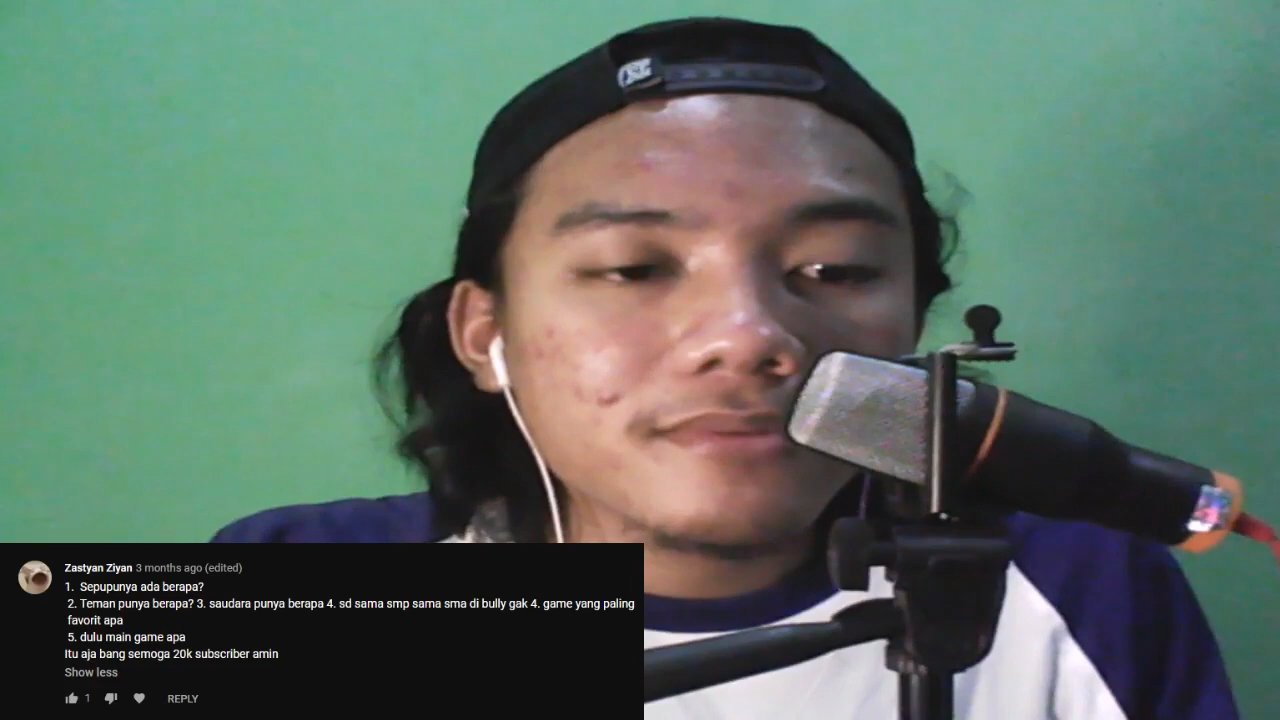 Zastyan Ziyan 3 months ago (edited)
1. Sepupunya ada berapa?
2. Teman punya berapa? 3. saudara punya berapa 4. sd sama smp sama sma di bully gak 4. game yang paling
favorit apa
5. dulu main game apa
Itu aja bang semoga 20k subscriber amin
Show less
1 REPLY